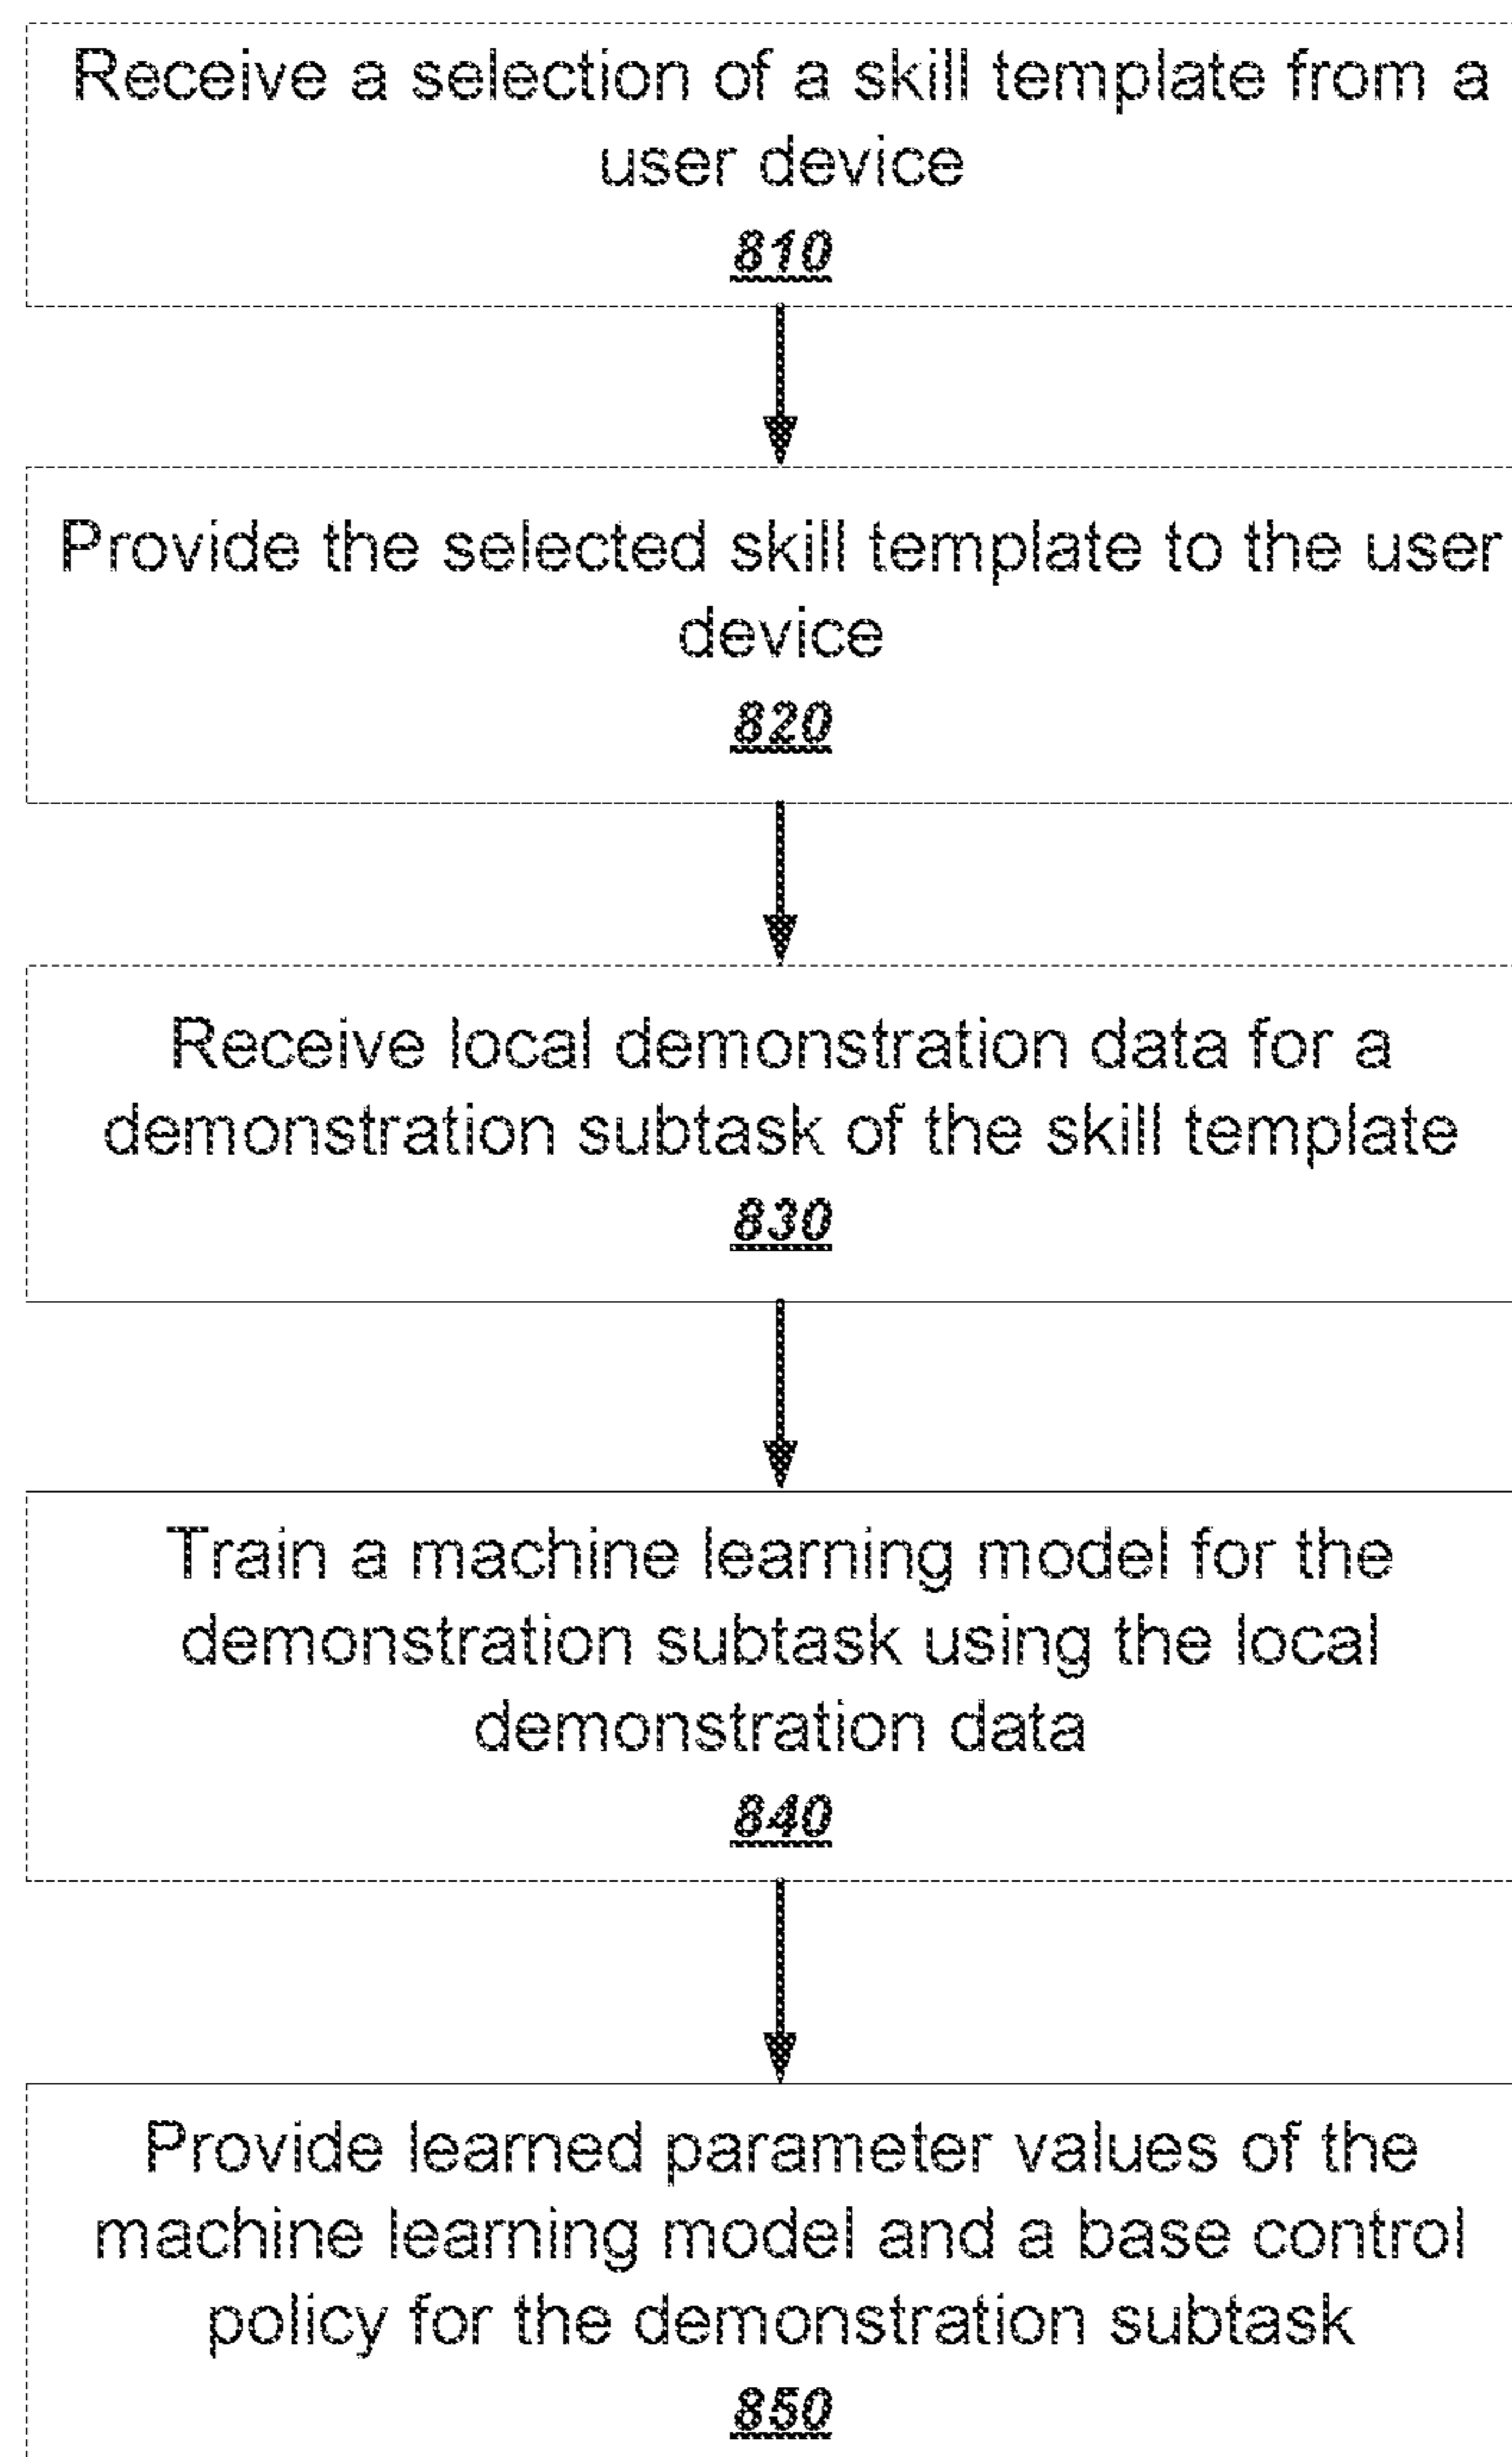 Receive a selection of a skill template from a
user device
810
Provide the selected skill template to the user
device
820
Receive local demonstration data for a
demonstration subtask of the skill template
830
Train a machine learning model for the
demonstration subtask using the local
demonstration data
840
Provide learned parameter values of the
machine learning model and a base control
policy for the demonstration subtask
850